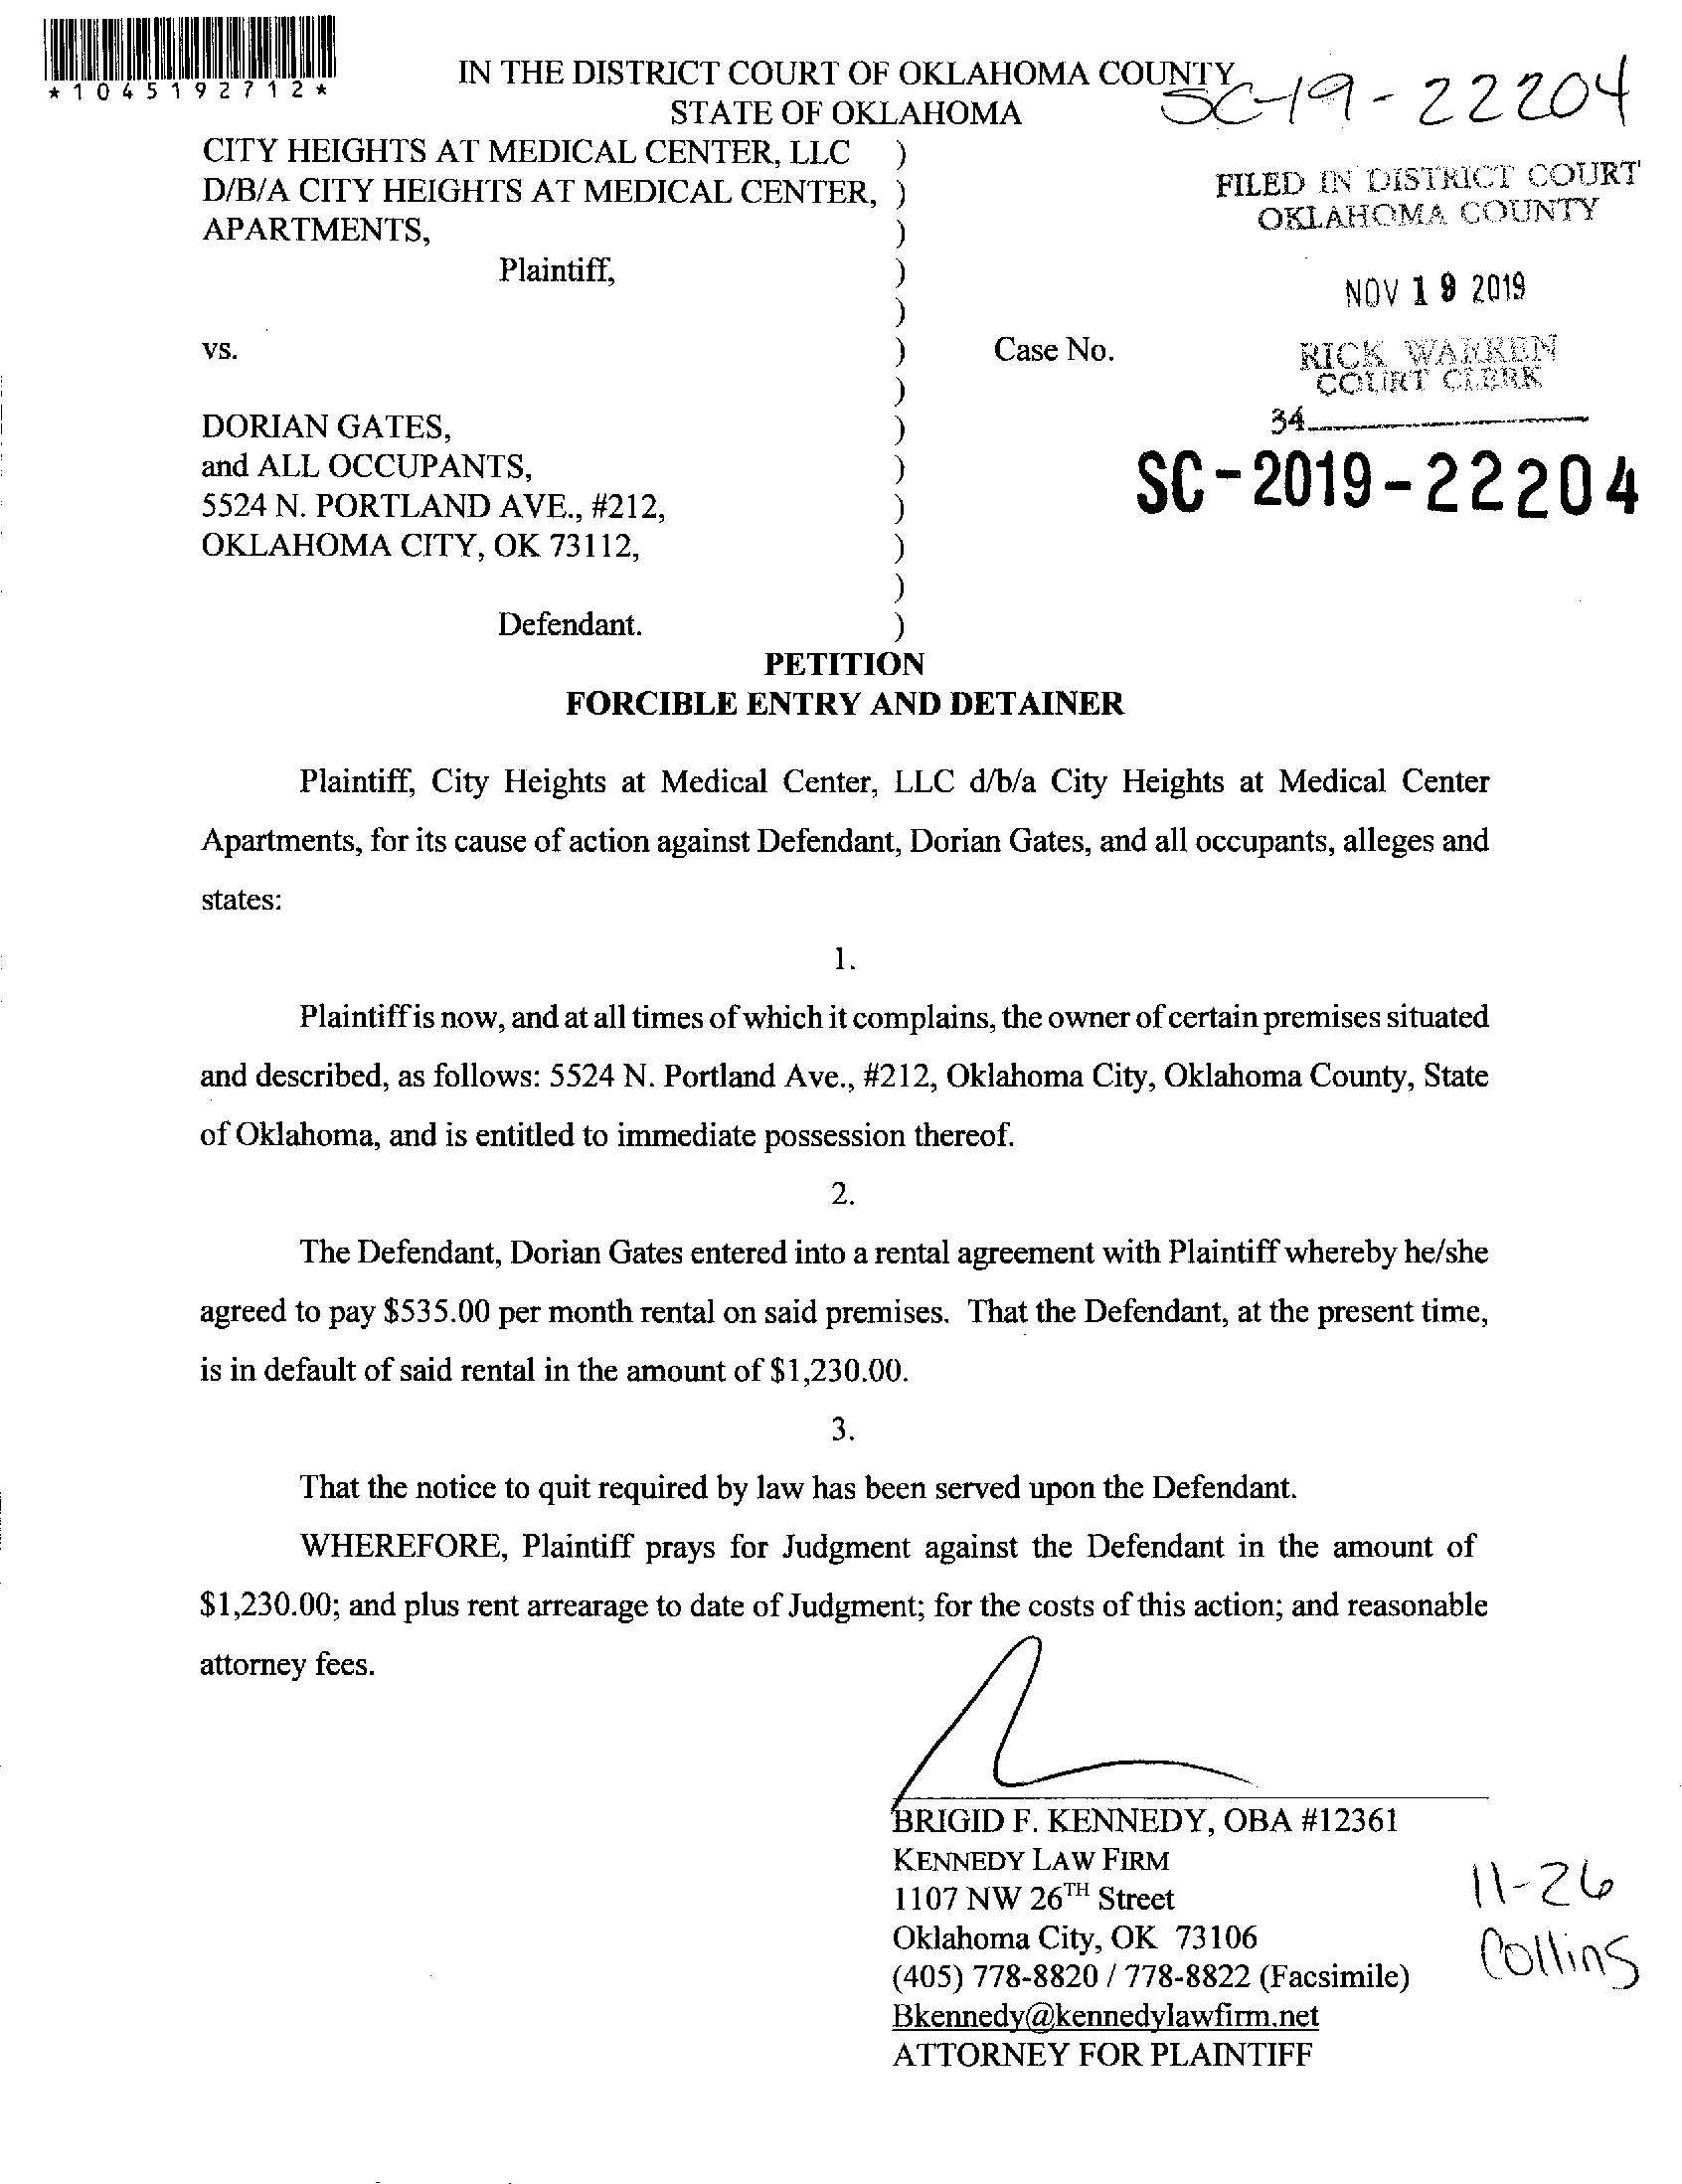 *1045192712*
IN THE DISTRICT COURT OF OKLAHOMA COUNTY
STATE OF OKLAHOMA
SC-19-22204
CITY HEIGHTS AT MEDICAL CENTER, LLC )
D/B/A CITY HEIGHTS AT MEDICAL CENTER, )
APARTMENTS, )
Plaintiff, )
)
vs. )
)
DORIAN GATES, )
and ALL OCCUPANTS, )
5524 N. PORTLAND AVE., #212, )
OKLAHOMA CITY, OK 73112, )
)
Defendant. )
Case No.
FILED IN DISTRICT COURT
OKLAHOMA COUNTY
NOV 19 2019
RICK WARREN
COURT CLERK
34
SC-2019-22204
PETITION
FORCIBLE ENTRY AND DETAINER
Plaintiff, City Heights at Medical Center, LLC d/b/a City Heights at Medical Center
Apartments, for its cause of action against Defendant, Dorian Gates, and all occupants, alleges and
states:
1.
Plaintiff is now, and at all times of which it complains, the owner of certain premises situated
and described, as follows: 5524 N. Portland Ave., #212, Oklahoma City, Oklahoma County, State
of Oklahoma, and is entitled to immediate possession thereof.
2.
The Defendant, Dorian Gates entered into a rental agreement with Plaintiff whereby he/she
agreed to pay $535.00 per month rental on said premises. That the Defendant, at the present time,
is in default of said rental in the amount of $1,230.00.
3.
That the notice to quit required by law has been served upon the Defendant.
WHEREFORE, Plaintiff prays for Judgment against the Defendant in the amount of
$1,230.00; and plus rent arrearage to date of Judgment; for the costs of this action; and reasonable
attorney fees.
BRIGID F. KENNEDY, OBA #12361
KENNEDY LAW FIRM
1107 NW 26TH Street
Oklahoma City, OK 73106
(405) 778-8820 / 778-8822 (Facsimile)
Bkennedy@kennedylawfirm.net
ATTORNEY FOR PLAINTIFF
11-26
Collins